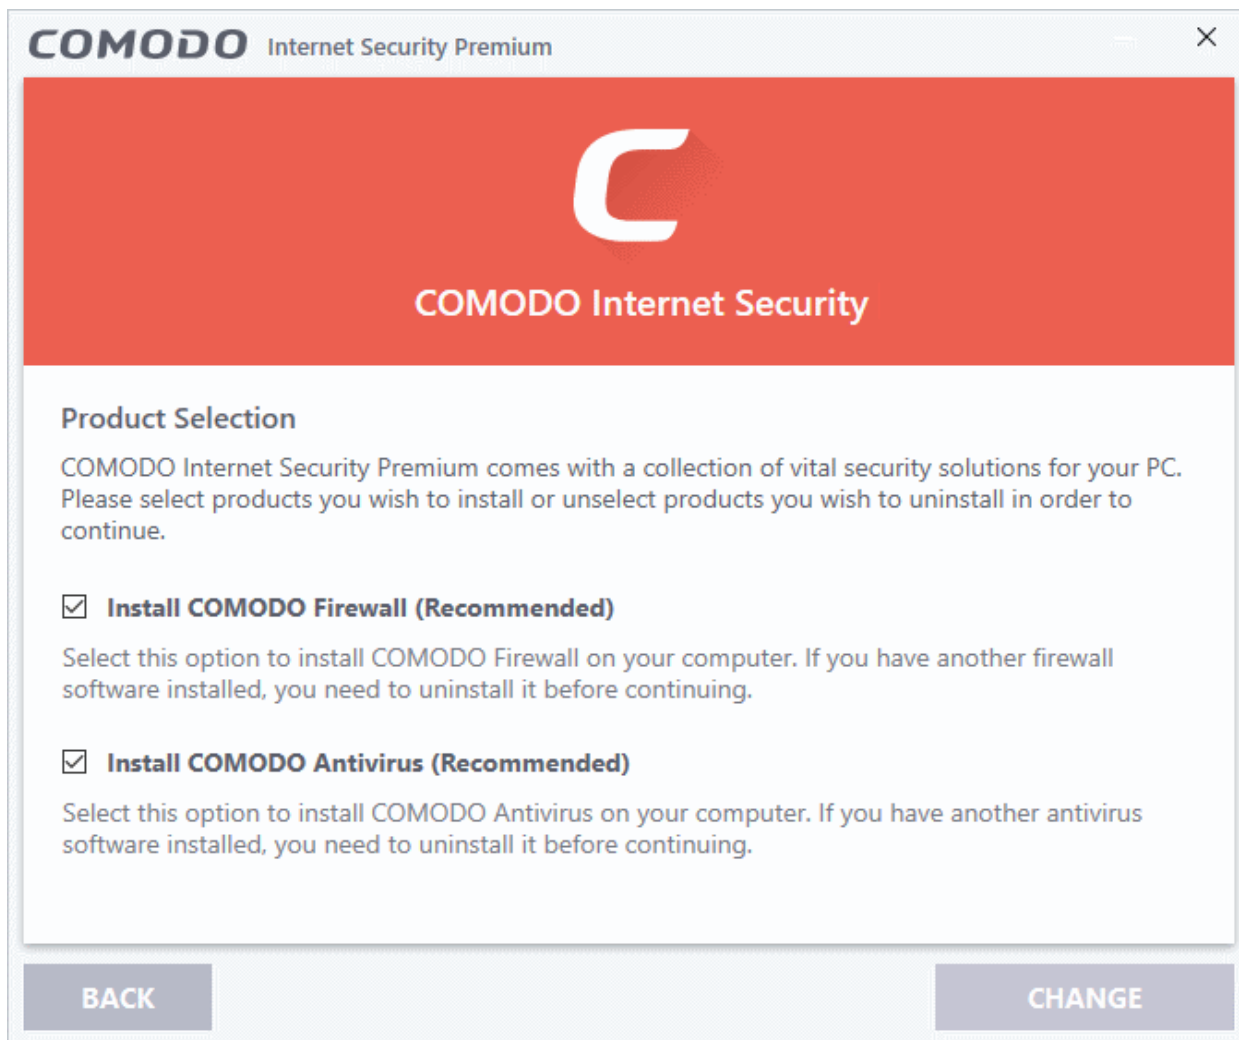 COMODO Internet Security Premium
COMODO Internet Security
Product Selection
COMODO Internet Security Premium comes with a collection of vital security solutions for your PC.
Please select products you wish to install or unselect products you wish to uninstall in order to
continue.
Install COMODO Firewall (Recommended)
Select this option to install COMODO Firewall on your computer. If you have another firewall
software installed, you need to uninstall it before continuing.
Install COMODO Antivirus (Recommended)
Select this option to install COMODO Antivirus on your computer. If you have another antivirus
software installed, you need to uninstall it before continuing.
BACK
CHANGE